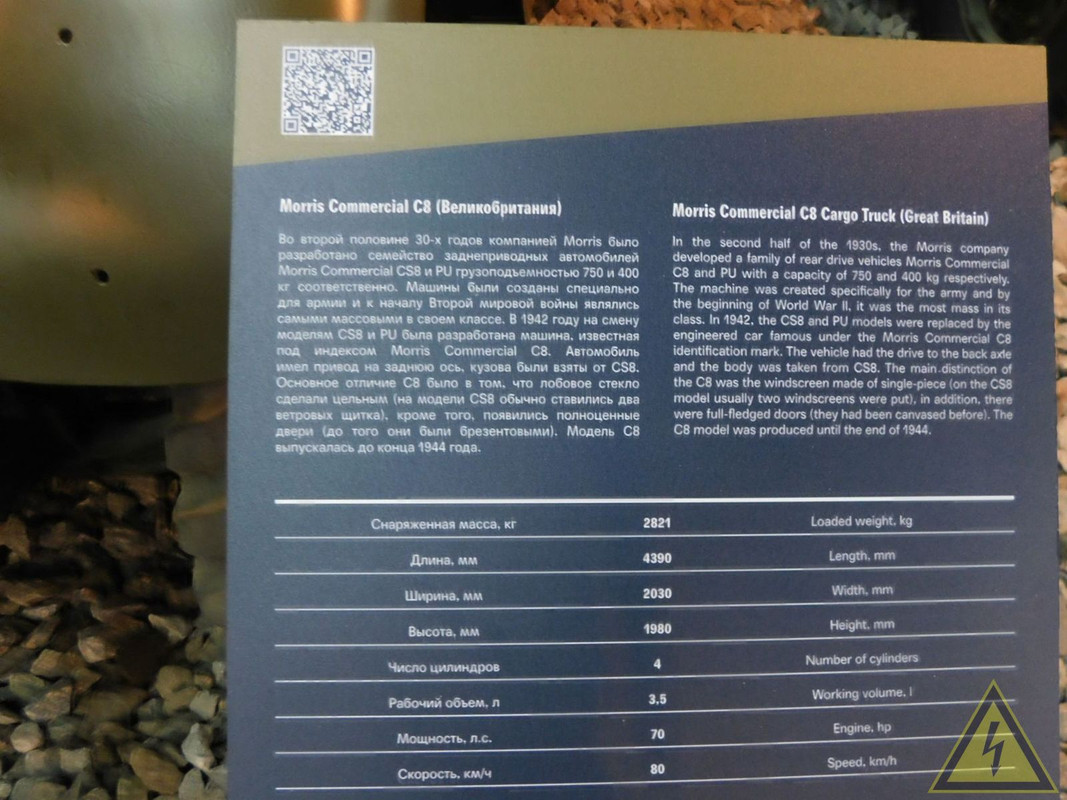 Morris Commercial C8 (Великобритания)
Во второй половине 30-х годов компанией Morris было
разработано семейство заднеприводных автомобилей
Morris Commercial CS8 и PU грузоподъемностью 750 и 400
кг соответственно. Машины были созданы специально
для армии и к началу Второй мировой войны являлись
самыми массовыми в своем классе. В 1942 году на смену
моделям CS8 и PU была разработана машина, известная
под индексом Morris Commercial C8. Автомобиль
имел привод на заднюю ось, кузова были взяты от CS8.
Основное отличие C8 было в том, что лобовое стекло
сделали цельным (на модели CS8 обычно ставились два
ветровых щитка), кроме того, появились полноценные
двери (до того они были брезентовыми). Модель C8
выпускалась до конца 1944 года.
Morris Commercial C8 Cargo Truck (Great Britain)
In the second half of the 1930s, the Morris company
developed a family of rear drive vehicles Morris Commercial
C8 and PU with a capacity of 750 and 400 kg respectively.
The machine was created specifically for the army and by
the beginning of World War II, it was the most mass in its
class. In 1942, the CS8 and PU models were replaced by the
engineered car famous under the Morris Commercial C8
identification mark. The vehicle had the drive to the back axle
and the body was taken from CS8. The main distinction of
the C8 was the windscreen made of single-piece (on the CS8
model usually two windscreens were put), in addition, there
were full-fledged doors (they had been canvased before). The
C8 model was produced until the end of 1944.
Снаряженная масса, кг 2821 Loaded weight, kg
Длина, мм 4390 Length, mm
Ширина, мм 2030 Width, mm
Высота, мм 1980 Height, mm
Число цилиндров 4 Number of cylinders
Рабочий объем, л 3,5 Working volume, l
Мощность, л.с. 70 Engine, hp
Скорость, км/ч 80 Speed, km/h